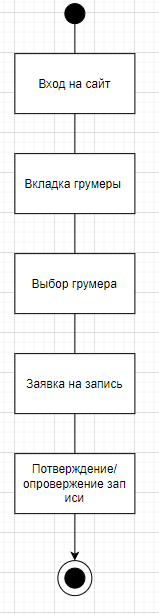 Вход на сайт
Вкладка грумеры
Выбор грумера
Заявка на запись
Потверждение/
опровержение зап
иси